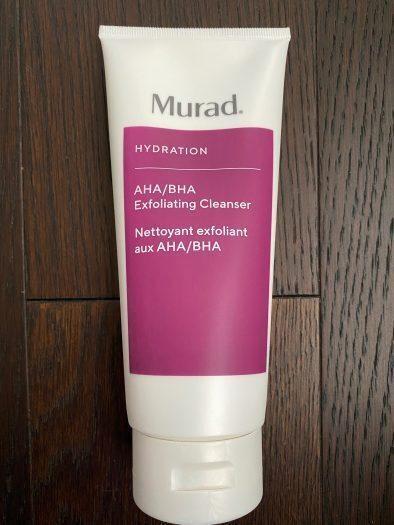 Murad.
HYDRATION
AHA/BHA
Exfoliating Cleanser
Nettoyant exfoliant
aux AHA/BHA